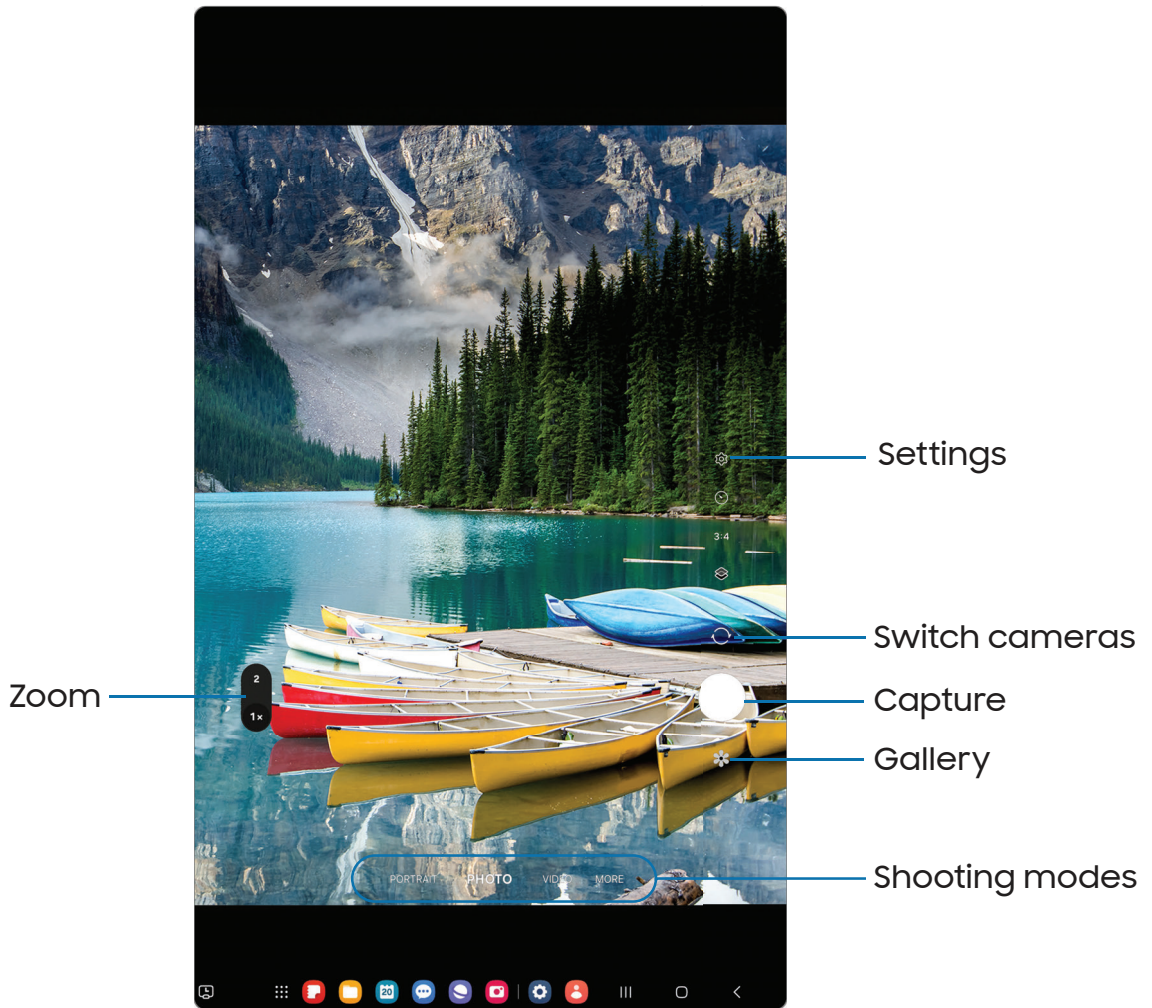 Settings
3:4
Switch cameras
Zoom
2
1×
Capture
Gallery
PORTRAIT PHOTO VIDEO MORE
Shooting modes
20